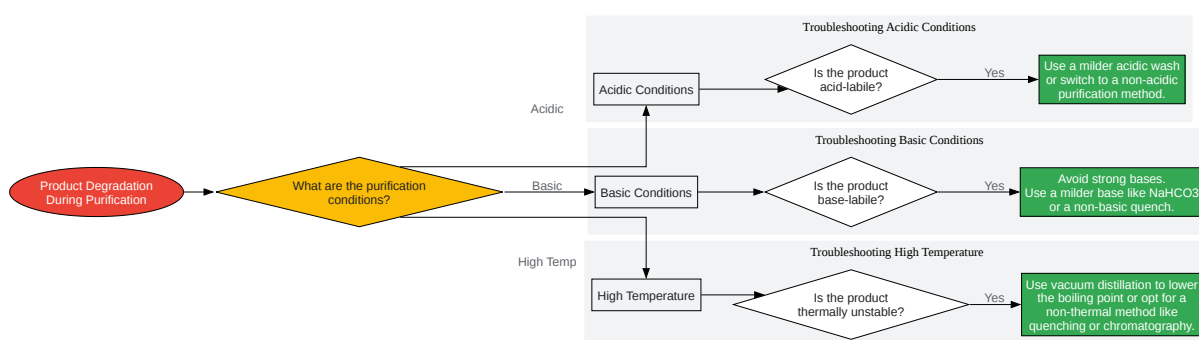 Troubleshooting Acidic Conditions
Is the product
acid-labile?
Yes
Use a milder acidic wash
or switch to a non-acidic
purification method.
Acidic Conditions
Acidic
Troubleshooting Basic Conditions
Product Degradation
During Purification
What are the purification
conditions?
Basic
Basic Conditions
Is the product
base-labile?
Yes
Avoid strong bases.
Use a milder base like NaHCO3
or a non-basic quench.
Troubleshooting High Temperature
High Temp
High Temperature
Is the product
thermally unstable?
Yes
Use vacuum distillation to lower
the boiling point or opt for a
non-thermal method like
quenching or chromatography.